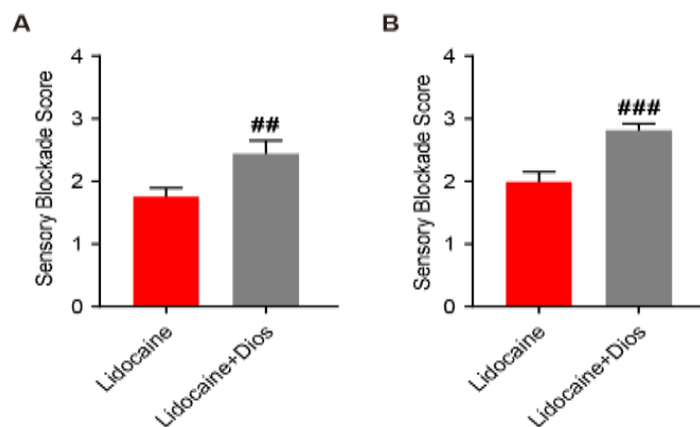 A
Sensory Blockade Score
4
3
2
1
0
##
Lidocaine
Lidocaine+Dios
B
Sensory Blockade Score
4
3
2
1
0
###
Lidocaine
Lidocaine+Dios